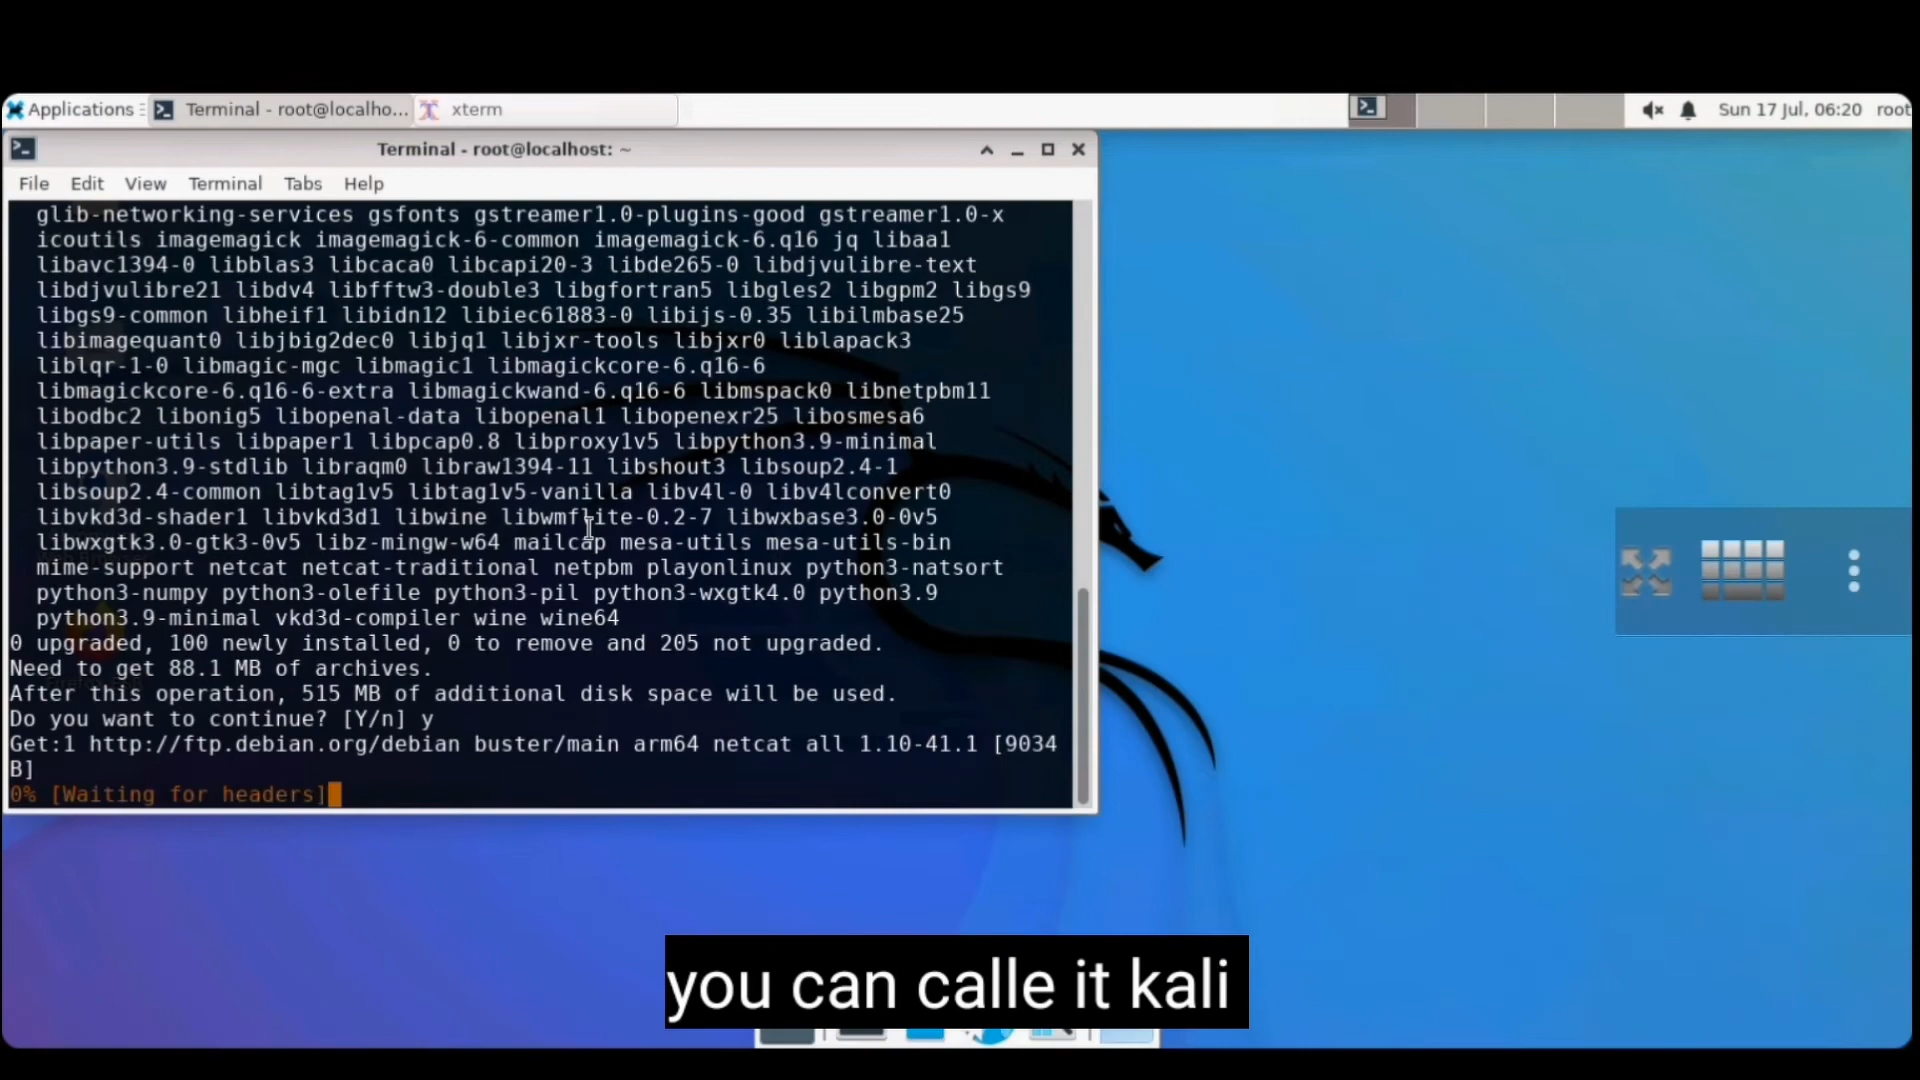 Applications
Terminal - root@localho...
xterm
Sun 17 Jul, 06:20
root
Terminal - root@localhost: ~
File Edit View Terminal Tabs Help
glib-networking-services gsfonts gstreamer1.0-plugins-good gstreamer1.0-x
icoutils imagemagick imagemagick-6-common imagemagick-6.q16 jq libaa1
libavc1394-0 libblas3 libcaca0 libcapi20-3 libde265-0 libdjvulibre-text
libdjvulibre21 libdv4 libfftw3-double3 libgfortran5 libgles2 libgpm2 libgs9
libgs9-common libheif1 libidn12 libiec61883-0 libijs-0.35 libilmbase25
libimagequant0 libjbig2dec0 libjq1 libjxr-tools libjxr0 liblapack3
liblqr-1-0 libmagic-mgc libmagic1 libmagickcore-6.q16-6
libmagickcore-6.q16-6-extra libmagickwand-6.q16-6 libmspack0 libnetpbm11
libodbc2 libonig5 libopenal-data libopenal1 libopenexr25 libosmesa6
libpaper-utils libpaper1 libpcap0.8 libproxy1v5 libpython3.9-minimal
libpython3.9-stdlib libraqm0 libraw1394-11 libshout3 libsoup2.4-1
libsoup2.4-common libtag1v5 libtag1v5-vanilla libv4l-0 libv4lconvert0
libvkd3d-shader1 libvkd3d1 libwine libwmflite-0.2-7 libwxbase3.0-0v5
libwxgtk3.0-gtk3-0v5 libz-mingw-w64 mailcap mesa-utils mesa-utils-bin
mime-support netcat netcat-traditional netpbm playonlinux python3-natsort
python3-numpy python3-olefile python3-pil python3-wxgtk4.0 python3.9
python3.9-minimal vkd3d-compiler wine wine64
0 upgraded, 100 newly installed, 0 to remove and 205 not upgraded.
Need to get 88.1 MB of archives.
After this operation, 515 MB of additional disk space will be used.
Do you want to continue? [Y/n] y
Get:1 http://ftp.debian.org/debian buster/main arm64 netcat all 1.10-41.1 [9034
B]
0% [Waiting for headers]
you can calle it kali